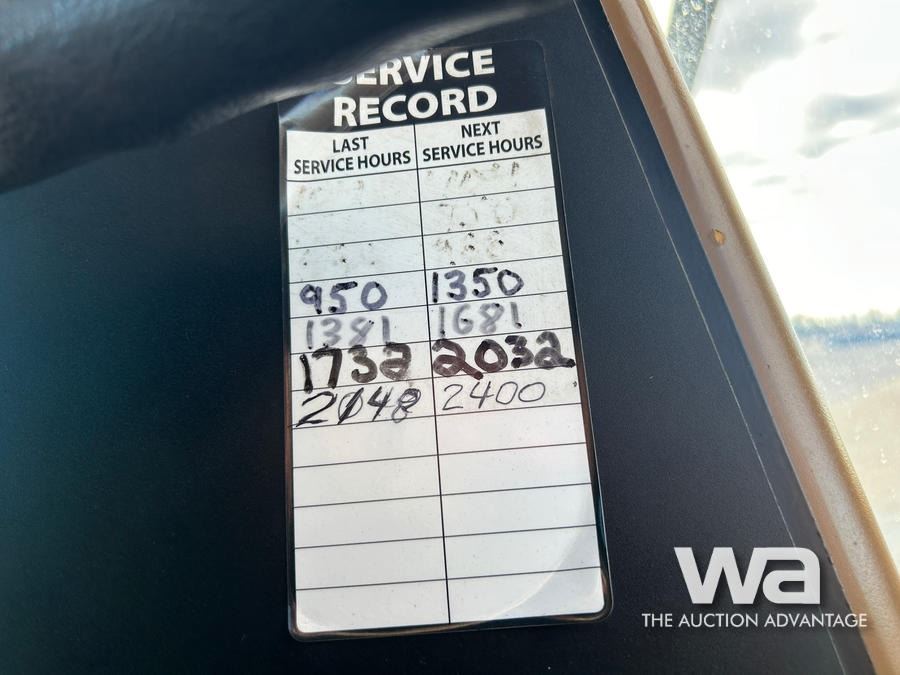 SERVICE
RECORD
LAST
SERVICE HOURS
NEXT
SERVICE HOURS
950 1350
1381 1681
1732 2032
2400
wa
THE AUCTION ADVANTAGE